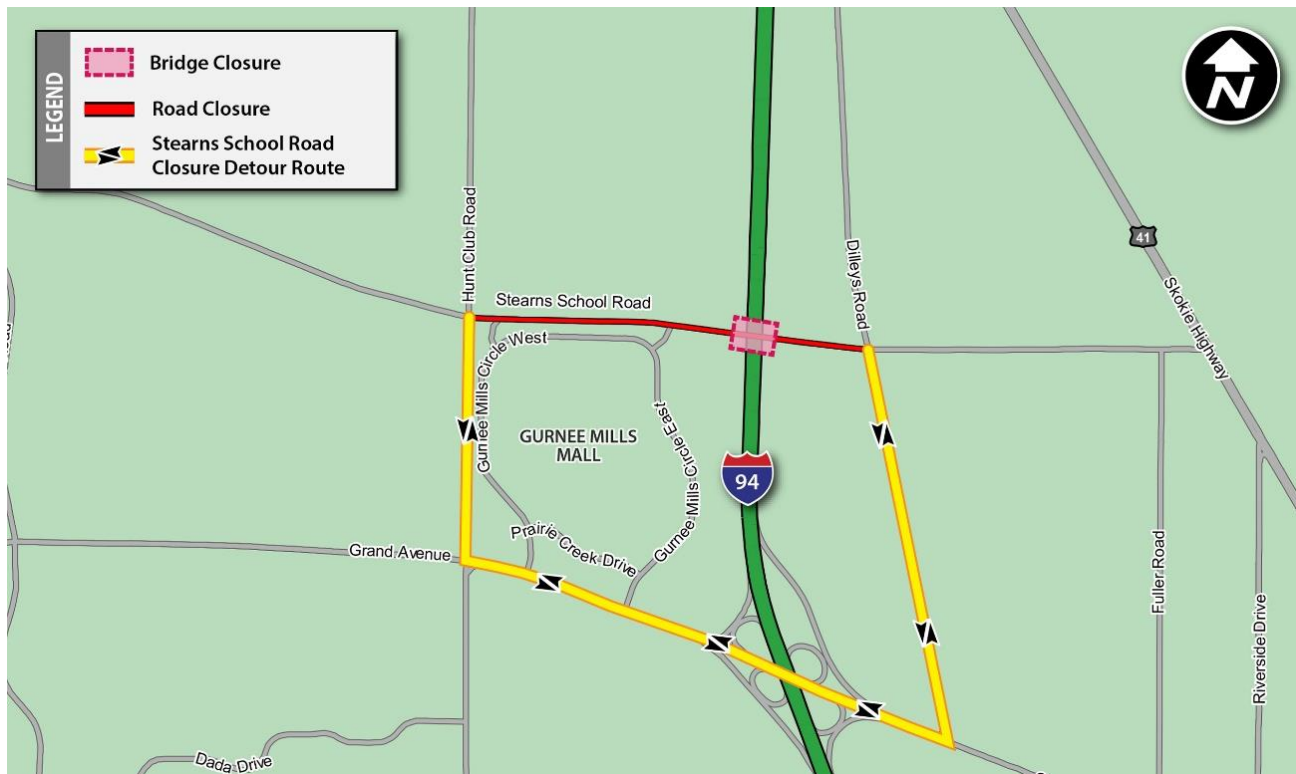 LEGEND
Bridge Closure
Road Closure
Stearns School Road
Closure Detour Route
N
Hunt Club Road
Stearns School Road
Dilleys Road
41
Skokie Highway
Gurnee Mills Circle West
Gurnee Mills Circle East
GURNEE MILLS
MALL
94
Prairie Creek Drive
Grand Avenue
Fuller Road
Riverside Drive
Dada Drive